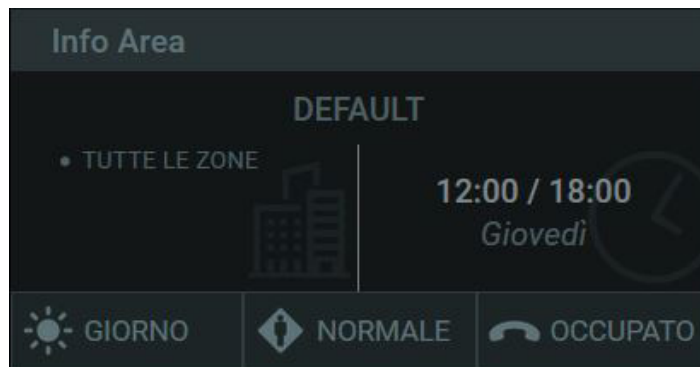 Info Area
DEFAULT
• TUTTE LE ZONE
12:00 / 18:00
Giovedì
GIORNO
NORMALE
OCCUPATO